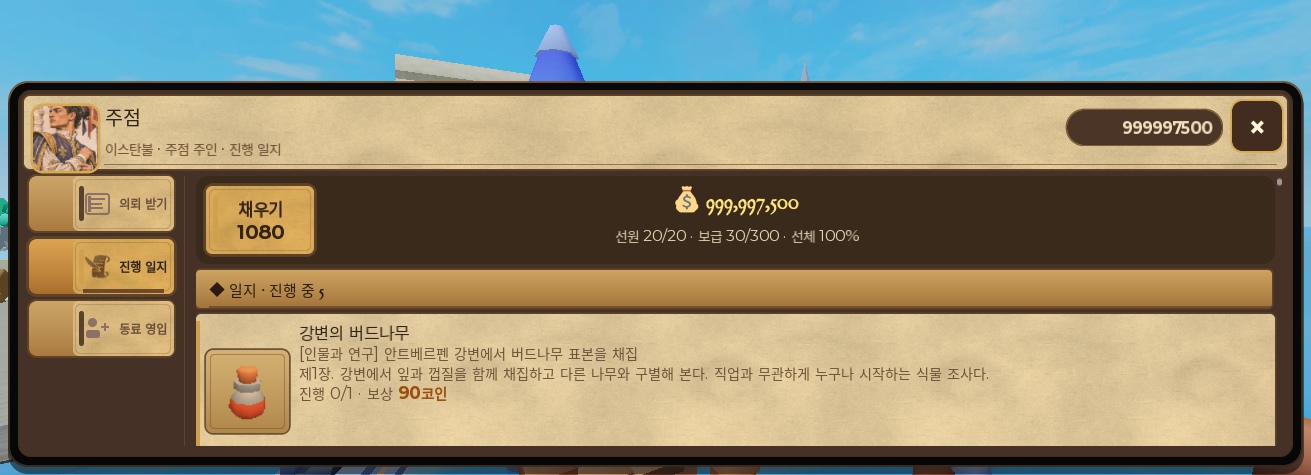 주점
이스탄불 · 주점 주인 · 진행 일지
999997500
×
의뢰 받기
진행 일지
동료 영입
채우기
1080
999,997,500
선원 20/20 · 보급 30/300 · 선체 100%
◆ 일지 · 진행 중 5
강변의 버드나무
[인물과 연구] 안트베르펜 강변에서 버드나무 표본을 채집
제1장. 강변에서 잎과 껍질을 함께 채집하고 다른 나무와 구별해 본다. 직업과 무관하게 누구나 시작하는 식물 조사다.
진행 0/1 · 보상 90코인